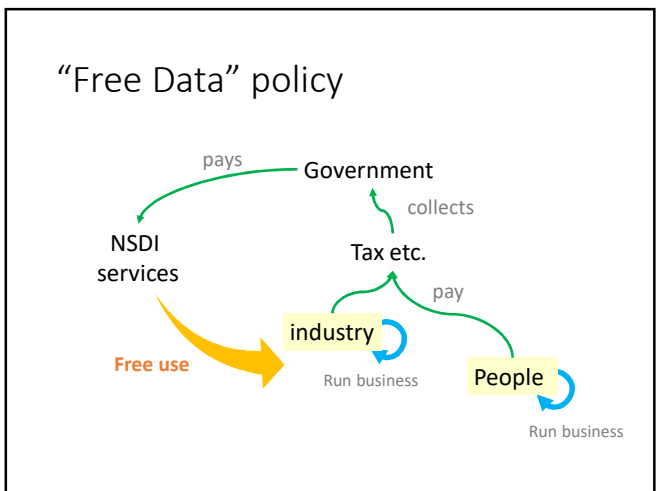 “Free Data” policy
pays
Government
collects
NSDI
services
Tax etc.
pay
industry
Free use
Run business
People
Run business